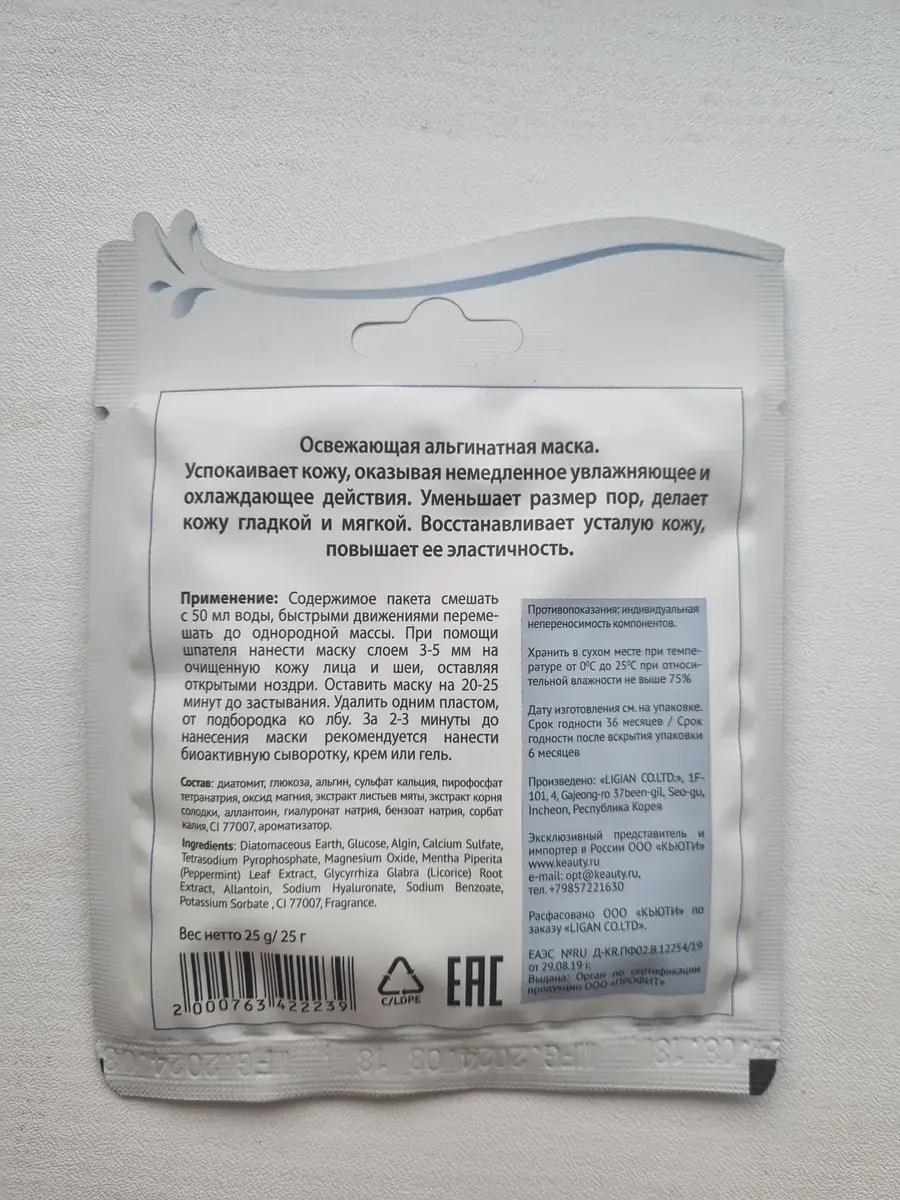 Освежающая альгинатная маска.
Успокаивает кожу, оказывая немедленное увлажняющее и
охлаждающее действия. Уменьшает размер пор, делает
кожу гладкой и мягкой. Восстанавливает усталую кожу,
повышает ее эластичность.
Применение: Содержимое пакета смешать
с 50 мл воды, быстрыми движениями переме-
шать до однородной массы. При помощи
шпателя нанести маску слоем 3-5 мм на
очищенную кожу лица и шеи, оставляя
открытыми ноздри. Оставить маску на 20-25
минут до застывания. Удалить одним пластом,
от подбородка ко лбу. За 2-3 минуты до
нанесения маски рекомендуется нанести
биоактивную сыворотку, крем или гель.
Состав: диатомит, глюкоза, альгин, сульфат кальция, пирофосфат
тетранатрия, оксид магния, экстракт листьев мяты, экстракт корня
солодки, аллантоин, гиалуронат натрия, бензоат натрия, сорбат
калия, CI 77007, ароматизатор.
Ingredients: Diatomaceous Earth, Glucose, Algin, Calcium Sulfate,
Tetrasodium Pyrophosphate, Magnesium Oxide, Mentha Piperita
(Peppermint) Leaf Extract, Glycyrrhiza Glabra (Licorice) Root
Extract, Allantoin, Sodium Hyaluronate, Sodium Benzoate,
Potassium Sorbate , CI 77007, Fragrance.
Вес нетто 25 g/ 25 г
2 000763 422239
C/LDPE
EAC
Противопоказания: индивидуальная
непереносимость компонентов.
Хранить в сухом месте при темпе-
ратуре от 0⁰С до 25⁰С при относи-
тельной влажности не выше 75%
Дату изготовления см. на упаковке.
Срок годности 36 месяцев / Срок
годности после вскрытия упаковки
6 месяцев
Произведено: «LIGIAN CO.LTD.», 1F-
101, 4, Gajeong-ro 37been-gil, Seo-gu,
Incheon, Республика Корея
Эксклюзивный представитель и
импортер в России ООО «КЬЮТИ»
www.keauty.ru
e-mail: opt@keauty.ru,
тел. +79857221630
Расфасовано ООО «КЬЮТИ» по
заказу «LIGAN CO.LTD».
ЕАЭС №RU Д-KR.ПФ02.В.12254/19
от 29.08.19 г.
Выдана: Орган по сертификации
продукции ООО «ПРОФИТ»
MFG.2024.08.18